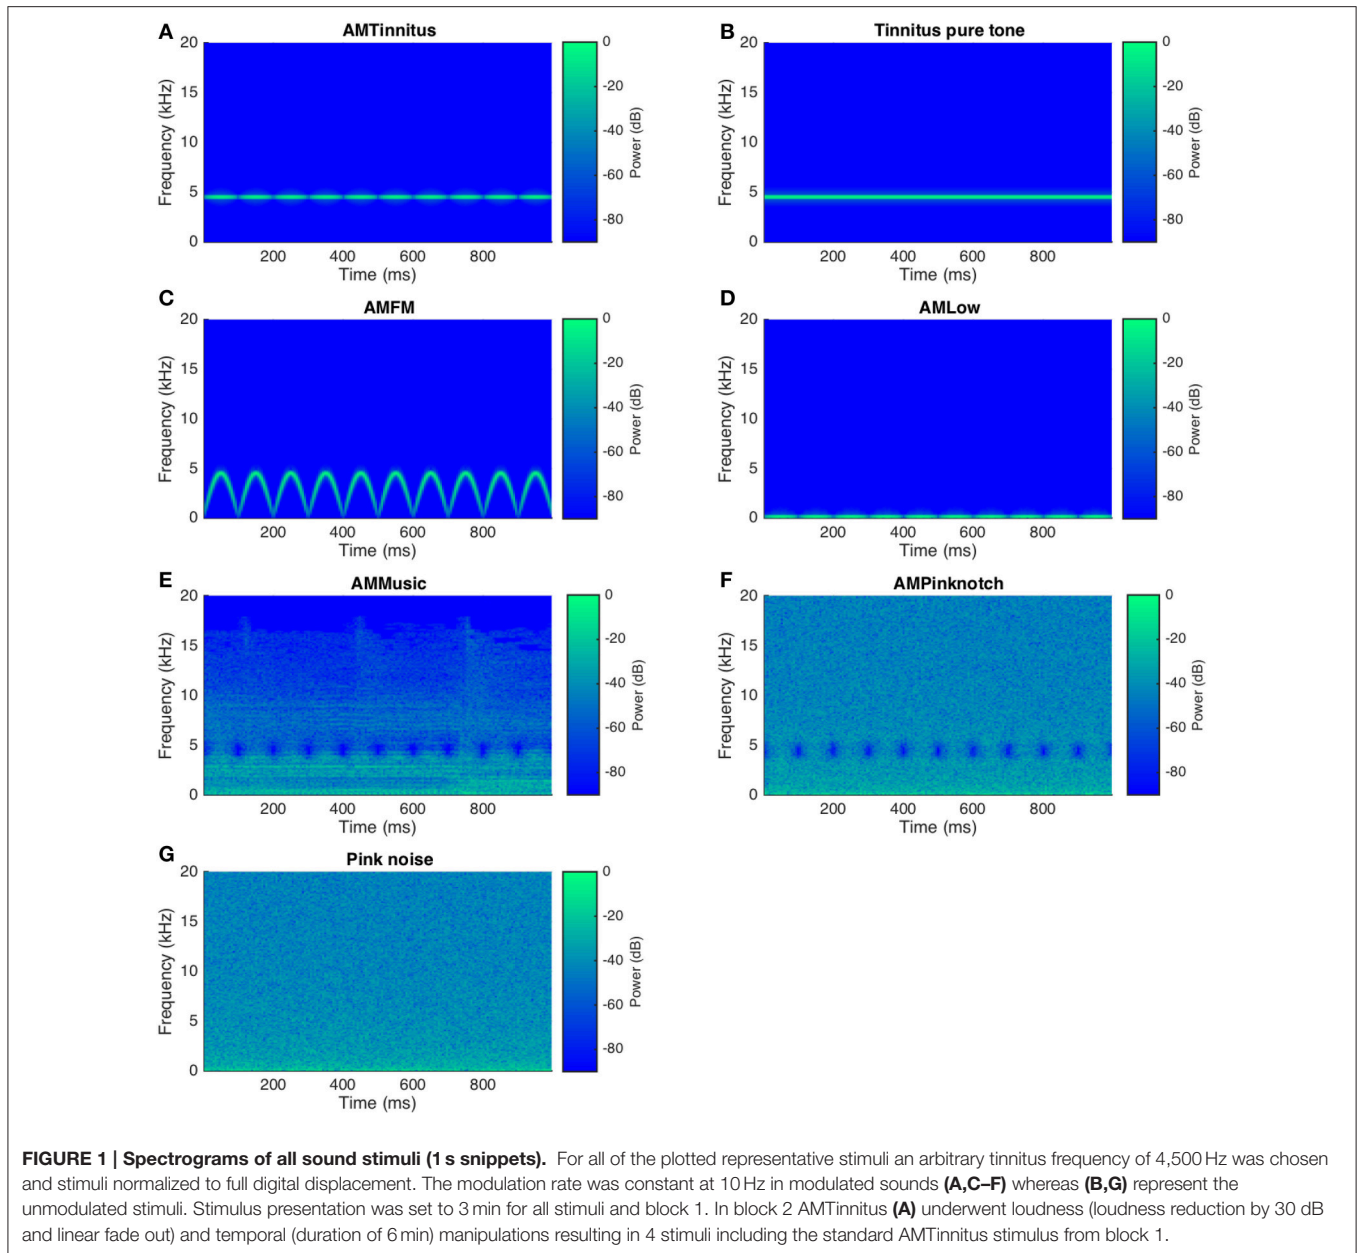 A
AMTinnitus
20
15
10
5
0
Frequency (kHz)
200 400 600 800
Time (ms)
0
-20
-40
-60
-80
Power (dB)
B
Tinnitus pure tone
20
15
10
5
0
Frequency (kHz)
200 400 600 800
Time (ms)
0
-20
-40
-60
-80
Power (dB)
C
AMFM
20
15
10
5
0
Frequency (kHz)
200 400 600 800
Time (ms)
0
-20
-40
-60
-80
Power (dB)
D
AMLow
20
15
10
5
0
Frequency (kHz)
200 400 600 800
Time (ms)
0
-20
-40
-60
-80
Power (dB)
E
AMMusic
20
15
10
5
0
Frequency (kHz)
200 400 600 800
Time (ms)
0
-20
-40
-60
-80
Power (dB)
F
AMPinknotch
20
15
10
5
0
Frequency (kHz)
200 400 600 800
Time (ms)
0
-20
-40
-60
-80
Power (dB)
G
Pink noise
20
15
10
5
0
Frequency (kHz)
200 400 600 800
Time (ms)
0
-20
-40
-60
-80
Power (dB)
FIGURE 1 | Spectrograms of all sound stimuli (1 s snippets). For all of the plotted representative stimuli an arbitrary tinnitus frequency of 4,500 Hz was chosen
and stimuli normalized to full digital displacement. The modulation rate was constant at 10 Hz in modulated sounds (A,C–F) whereas (B,G) represent the
unmodulated stimuli. Stimulus presentation was set to 3 min for all stimuli and block 1. In block 2 AMTinnitus (A) underwent loudness (loudness reduction by 30 dB
and linear fade out) and temporal (duration of 6 min) manipulations resulting in 4 stimuli including the standard AMTinnitus stimulus from block 1.